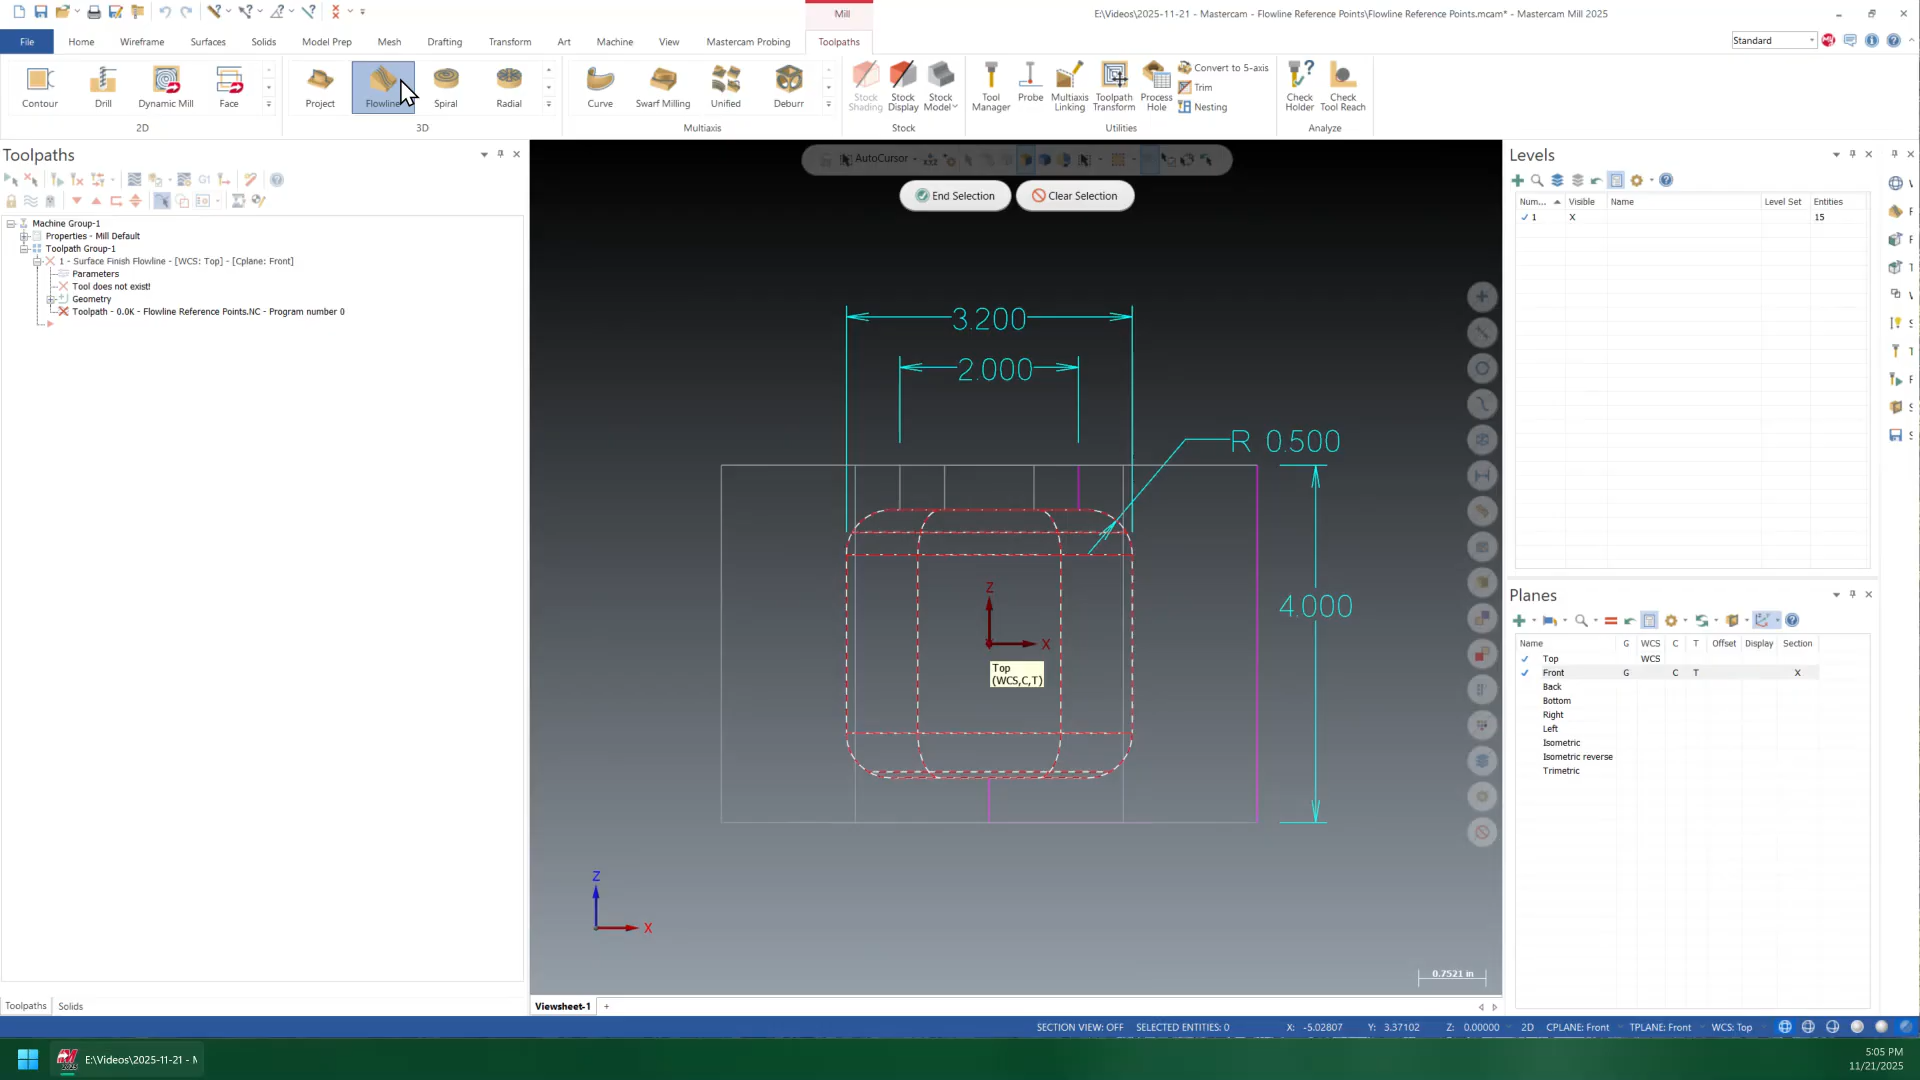 Mill
E:\Videos\2025-11-21 - Mastercam - Flowline Reference Points\Flowline Reference Points.mcam* - Mastercam Mill 2025
File
Home
Wireframe
Surfaces
Solids
Model Prep
Mesh
Drafting
Transform
Art
Machine
View
Mastercam Probing
Toolpaths
Standard
Contour
Drill
Dynamic Mill
Face
2D
Project
Flowline
Spiral
Radial
3D
Curve
Swarf Milling
Unified
Deburr
Multiaxis
Stock Shading
Stock Display
Stock Model
Stock
Tool Manager
Probe
Multiaxis Linking
Toolpath Transform
Process Hole
Convert to 5-axis
Trim
Nesting
Utilities
Check Holder
Check Tool Reach
Analyze
Toolpaths
G1
Machine Group-1
Properties - Mill Default
Toolpath Group-1
1 - Surface Finish Flowline - [WCS: Top] - [Cplane: Front]
Parameters
Tool does not exist!
Geometry
Toolpath - 0.0K - Flowline Reference Points.NC - Program number 0
Toolpaths
Solids
AutoCursor
End Selection
Clear Selection
3.200
2.000
R 0.500
4.000
Z
X
Top
(WCS,C,T)
Z
X
0.7521 in
Viewsheet-1
+
Levels
Num...
Visible
Name
Level Set
Entities
1
X
15
Planes
Name
G
WCS
C
T
Offset
Display
Section
Top
WCS
Front
G
C
T
X
Back
Bottom
Right
Left
Isometric
Isometric reverse
Trimetric
SECTION VIEW: OFF
SELECTED ENTITIES: 0
X: -5.02807
Y: 3.37102
Z: 0.00000
2D
CPLANE: Front
TPLANE: Front
WCS: Top
E:\Videos\2025-11-21 - M
5:05 PM
11/21/2025